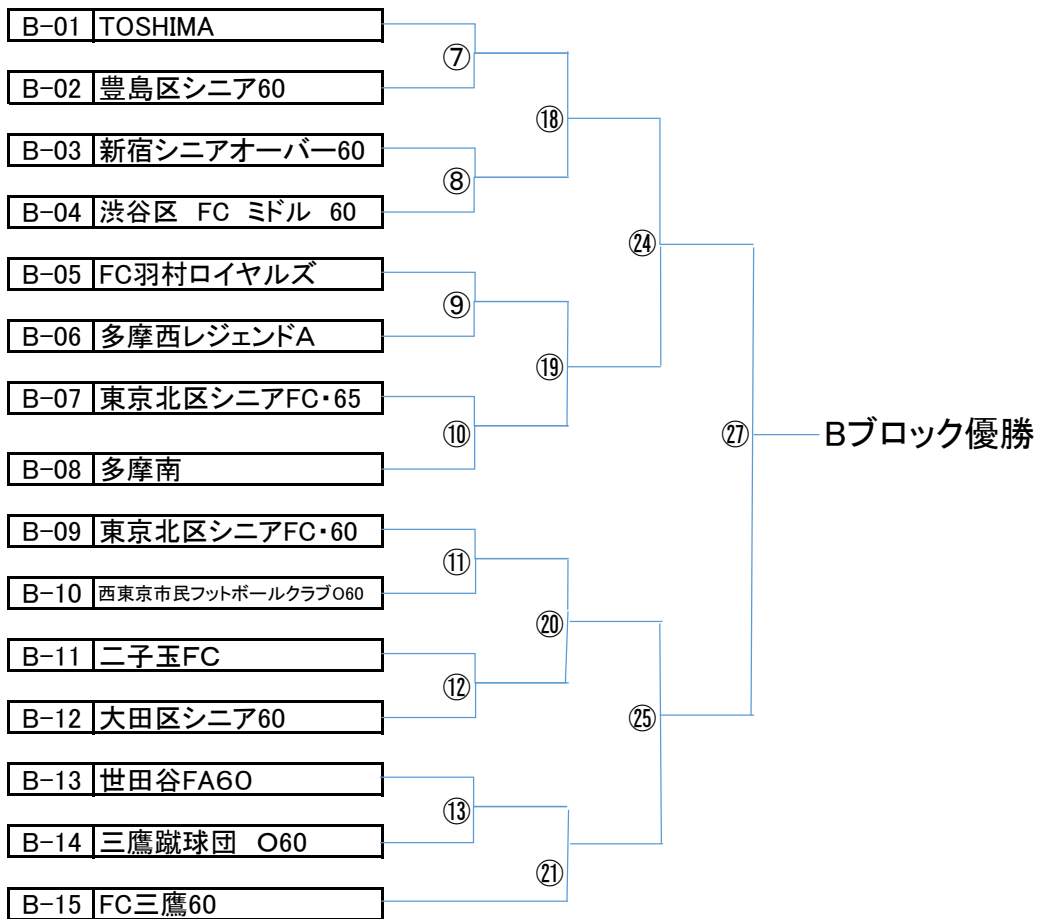 B-01 TOSHIMA
⑦
B-02 豊島区シニア60
⑱
B-03 新宿シニアオーバー60
⑧
B-04 渋谷区　FC　ミドル　60
㉔
B-05 FC羽村ロイヤルズ
⑨
B-06 多摩西レジェンドA
⑲
B-07 東京北区シニアFC・65
⑩
㉗ Bブロック優勝
B-08 多摩南
B-09 東京北区シニアFC・60
⑪
B-10 西東京市民フットボールクラブO60
⑳
B-11 二子玉FC
⑫
B-12 大田区シニア60
㉕
B-13 世田谷FA60
⑬
B-14 三鷹蹴球団　O60
㉑
B-15 FC三鷹60